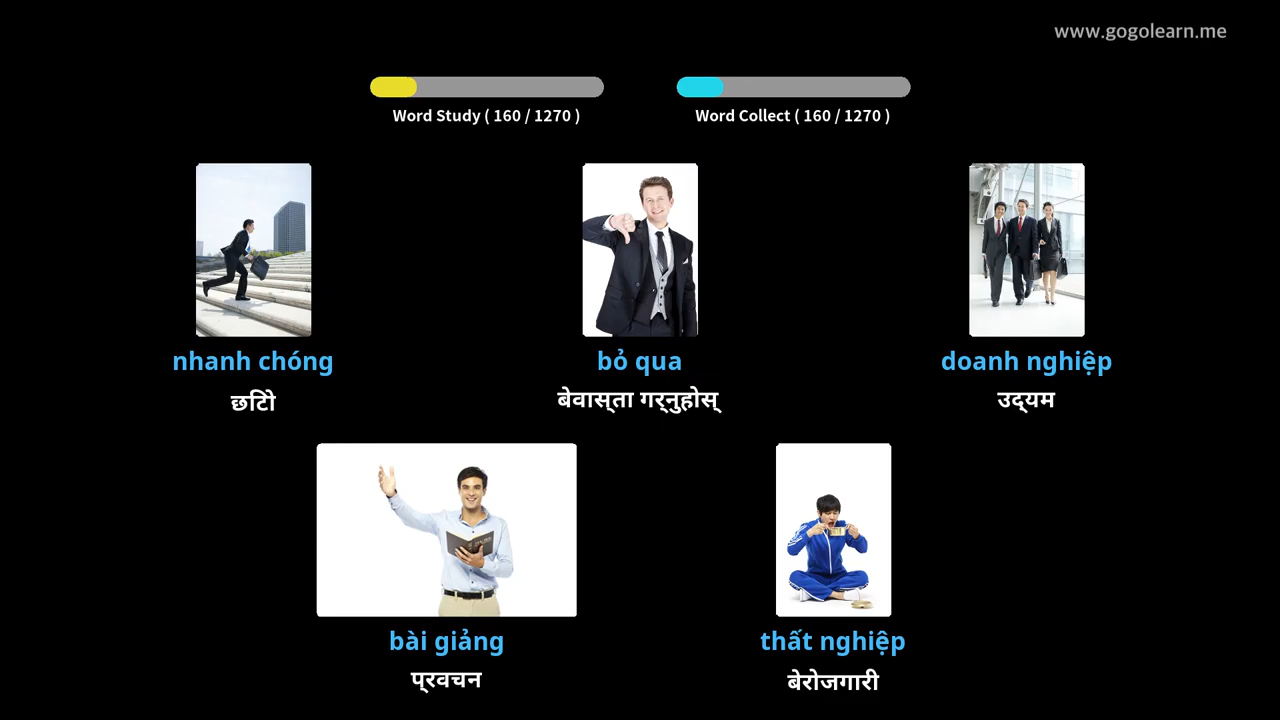 www.gogolearn.me
Word Study ( 160 / 1270 )
Word Collect ( 160 / 1270 )
nhanh chóng
छिटो
bỏ qua
बेवास्ता गर्नुहोस्
doanh nghiệp
उद्यम
bài giảng
प्रवचन
thất nghiệp
बेरोजगारी